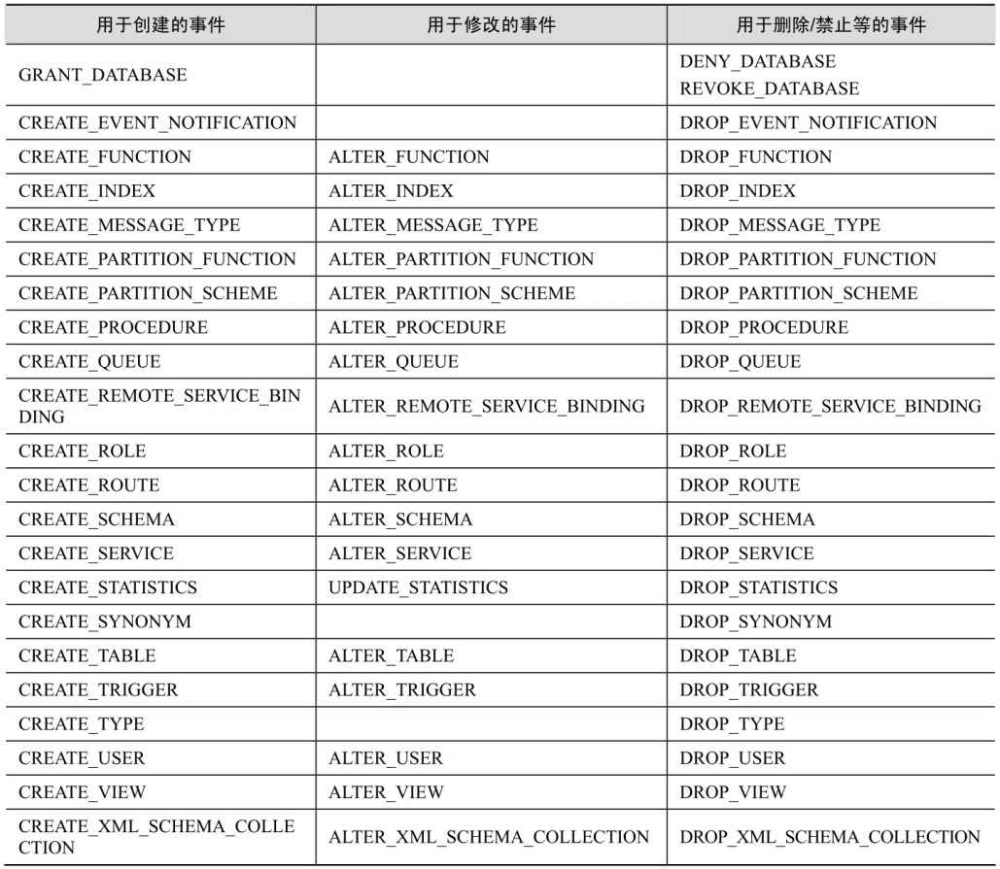 用于创建的事件 用于修改的事件 用于删除/禁止等的事件
GRANT_DATABASE DENY_DATABASE
REVOKE_DATABASE
CREATE_EVENT_NOTIFICATION DROP_EVENT_NOTIFICATION
CREATE_FUNCTION ALTER_FUNCTION DROP_FUNCTION
CREATE_INDEX ALTER_INDEX DROP_INDEX
CREATE_MESSAGE_TYPE ALTER_MESSAGE_TYPE DROP_MESSAGE_TYPE
CREATE_PARTITION_FUNCTION ALTER_PARTITION_FUNCTION DROP_PARTITION_FUNCTION
CREATE_PARTITION_SCHEME ALTER_PARTITION_SCHEME DROP_PARTITION_SCHEME
CREATE_PROCEDURE ALTER_PROCEDURE DROP_PROCEDURE
CREATE_QUEUE ALTER_QUEUE DROP_QUEUE
CREATE_REMOTE_SERVICE_BIN
DING ALTER_REMOTE_SERVICE_BINDING DROP_REMOTE_SERVICE_BINDING
CREATE_ROLE ALTER_ROLE DROP_ROLE
CREATE_ROUTE ALTER_ROUTE DROP_ROUTE
CREATE_SCHEMA ALTER_SCHEMA DROP_SCHEMA
CREATE_SERVICE ALTER_SERVICE DROP_SERVICE
CREATE_STATISTICS UPDATE_STATISTICS DROP_STATISTICS
CREATE_SYNONYM DROP_SYNONYM
CREATE_TABLE ALTER_TABLE DROP_TABLE
CREATE_TRIGGER ALTER_TRIGGER DROP_TRIGGER
CREATE_TYPE DROP_TYPE
CREATE_USER ALTER_USER DROP_USER
CREATE_VIEW ALTER_VIEW DROP_VIEW
CREATE_XML_SCHEMA_COLLE
CTION ALTER_XML_SCHEMA_COLLECTION DROP_XML_SCHEMA_COLLECTION